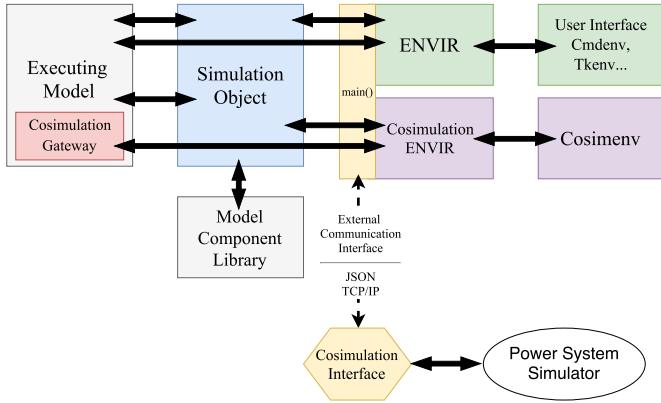 Executing
Model
Cosimulation
Gateway
Simulation
Object
Model
Component
Library
main()
ENVIR
Cosimulation
ENVIR
User Interface
Cmdenv,
Tkenv...
Cosimenv
External
Communication
Interface
JSON
TCP/IP
Cosimulation
Interface
Power System
Simulator